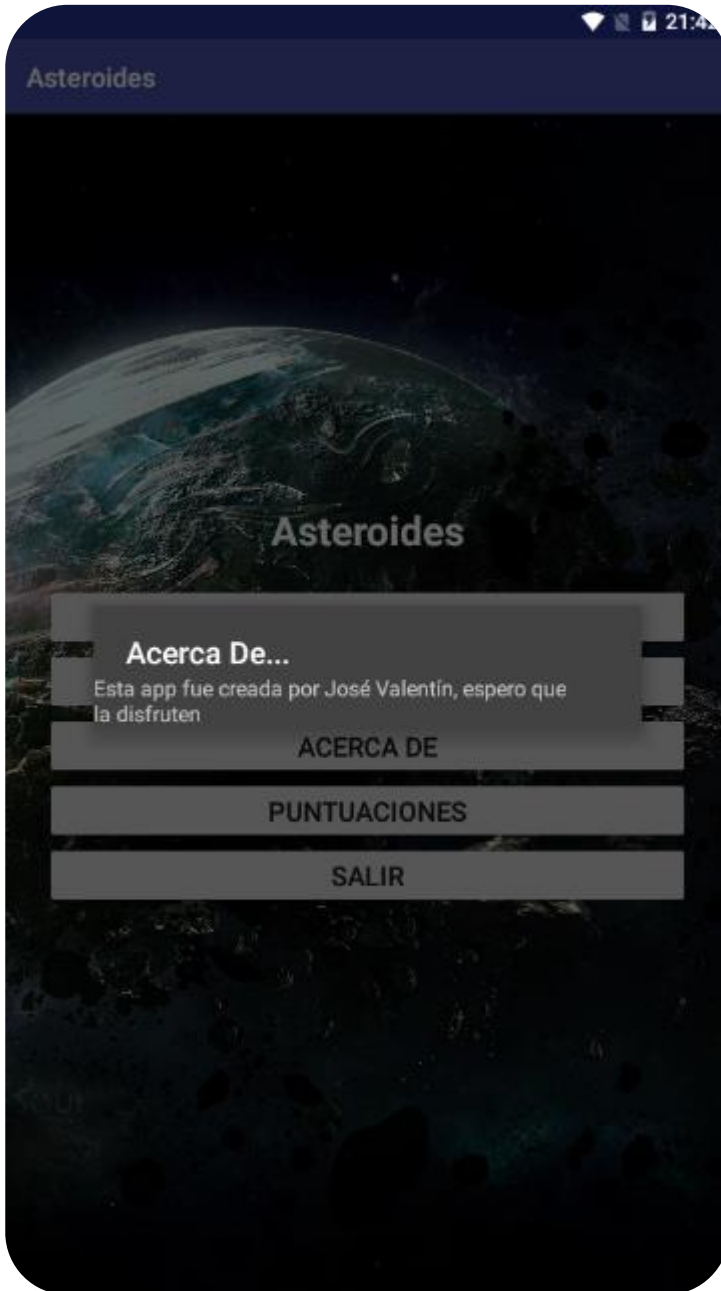 21:42
Asteroides
Asteroides
Acerca De...
Esta app fue creada por José Valentín, espero que
la disfruten
ACERCA DE
PUNTUACIONES
SALIR